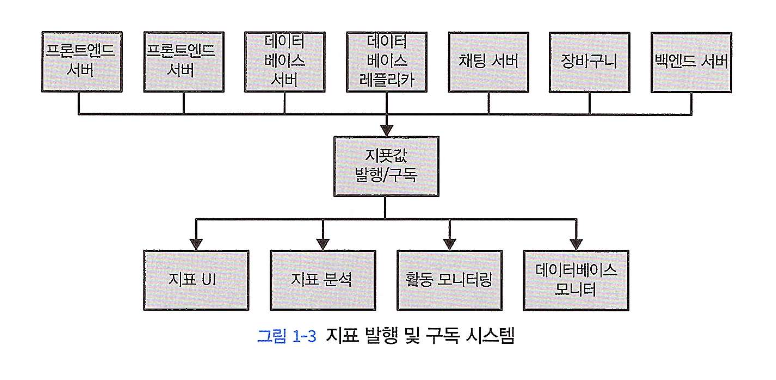 프론트엔드
서버
프론트엔드
서버
데이터
베이스
서버
데이터
베이스
레플리카
채팅 서버
장바구니
백엔드 서버
지푯값
발행/구독
지표 UI
지표 분석
활동 모니터링
데이터베이스
모니터
그림 1-3 지표 발행 및 구독 시스템